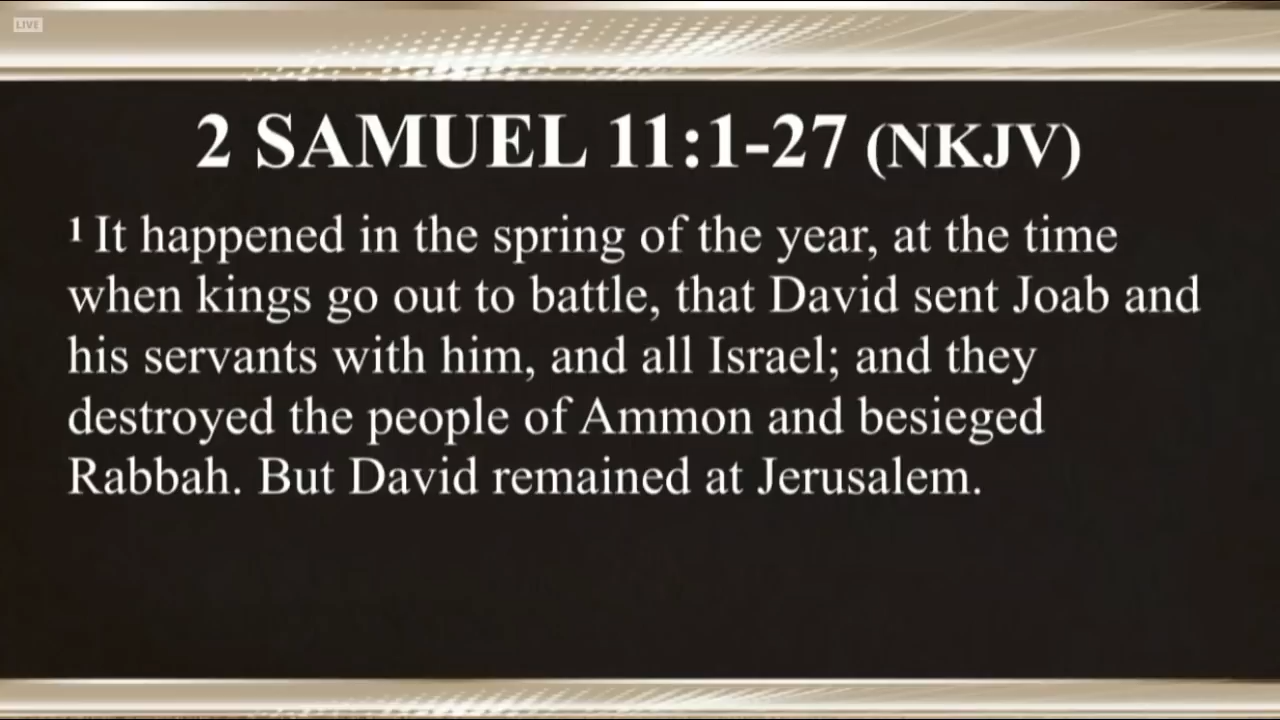 LIVE
2 SAMUEL 11:1-27 (NKJV)
1 It happened in the spring of the year, at the time
when kings go out to battle, that David sent Joab and
his servants with him, and all Israel; and they
destroyed the people of Ammon and besieged
Rabbah. But David remained at Jerusalem.